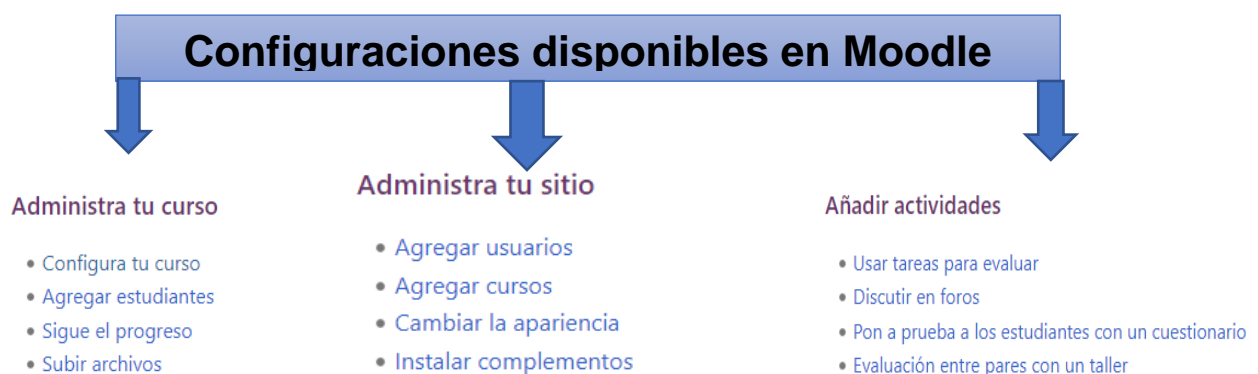 Configuraciones disponibles en Moodle
Administra tu curso
• Configura tu curso
• Agregar estudiantes
• Sigue el progreso
• Subir archivos
Administra tu sitio
• Agregar usuarios
• Agregar cursos
• Cambiar la apariencia
• Instalar complementos
Añadir actividades
• Usar tareas para evaluar
• Discutir en foros
• Pon a prueba a los estudiantes con un cuestionario
• Evaluación entre pares con un taller